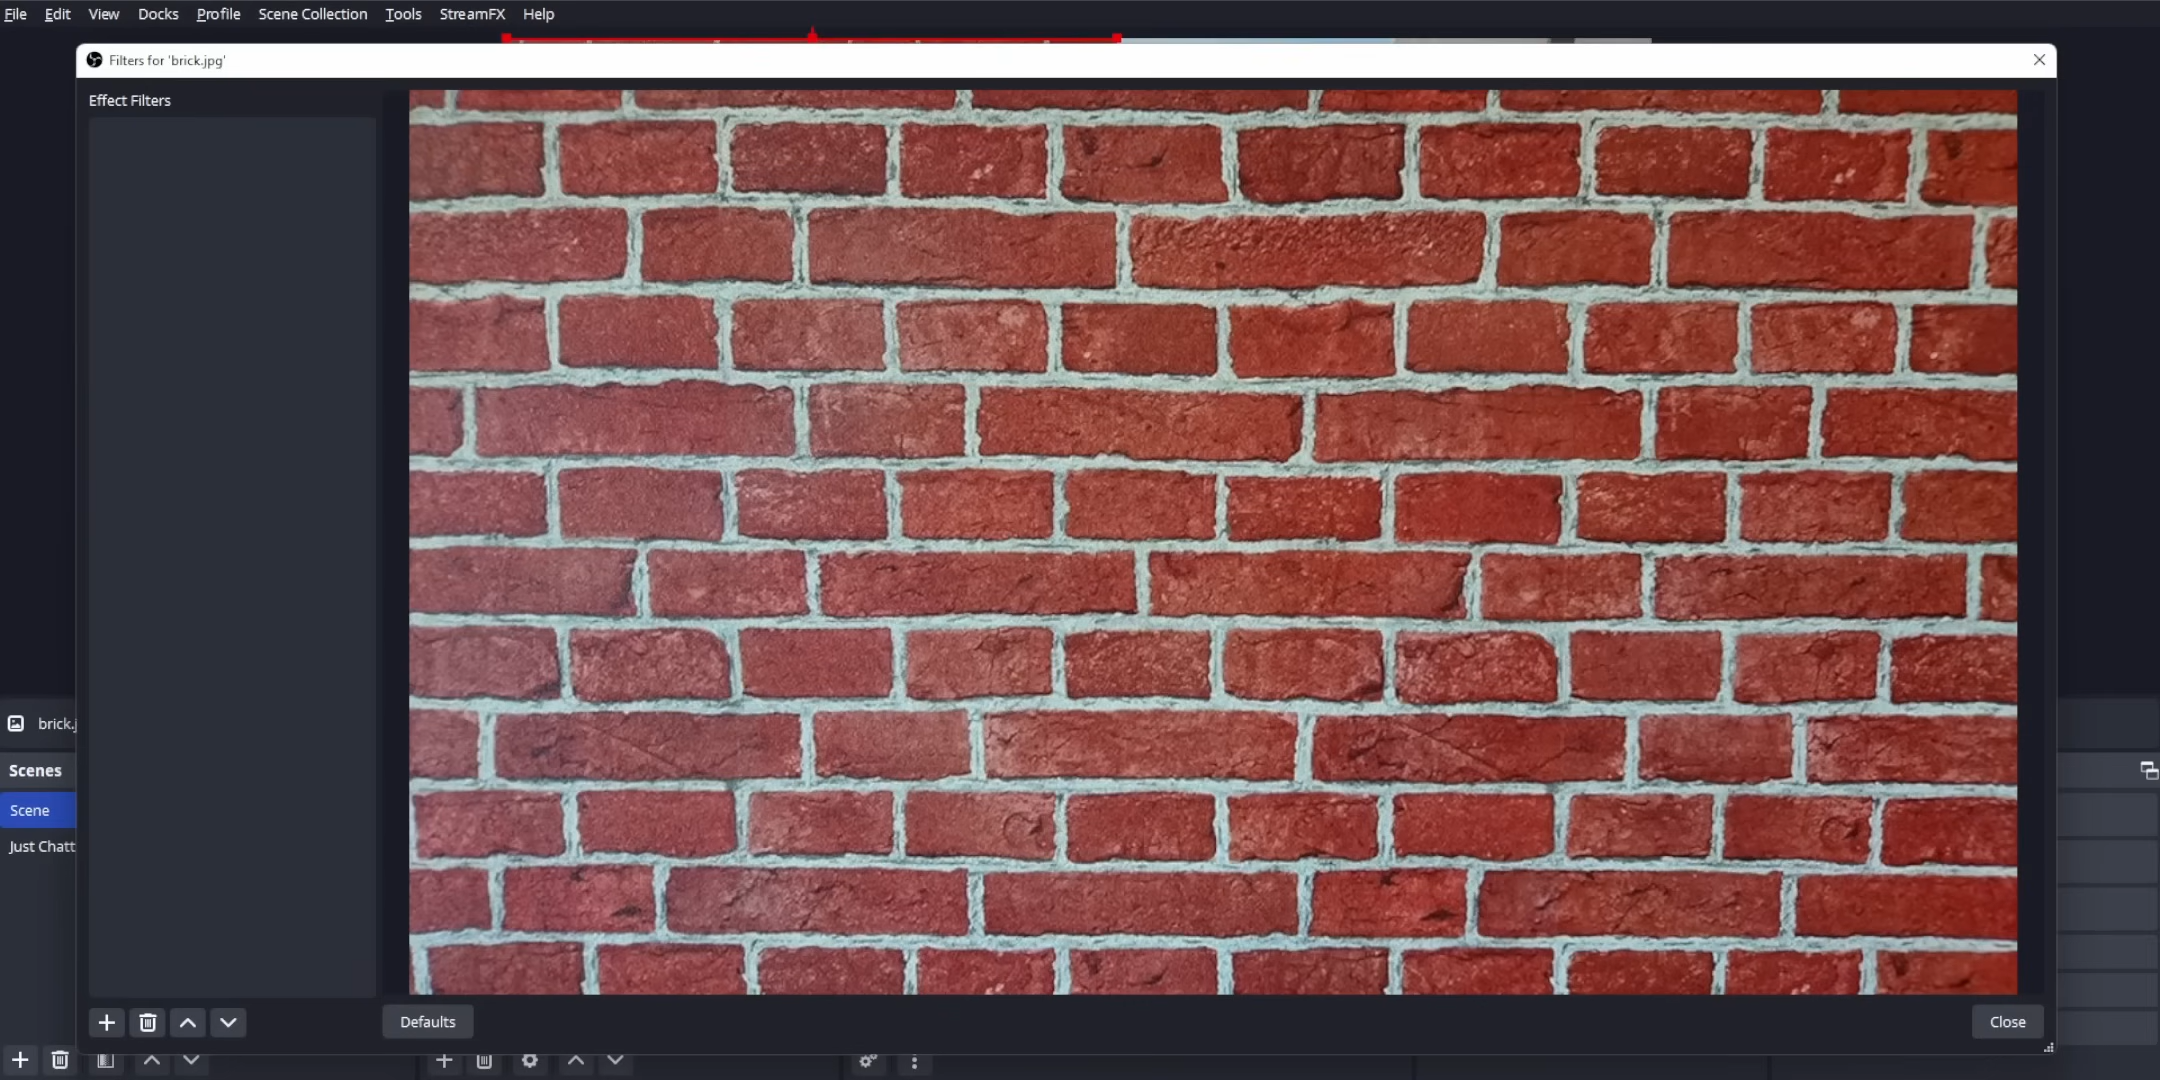 File Edit View Docks Profile Scene Collection Tools StreamFX Help
Filters for 'brick.jpg'
Effect Filters
brick.j
Scenes
Scene
Just Chatt
Defaults
Close